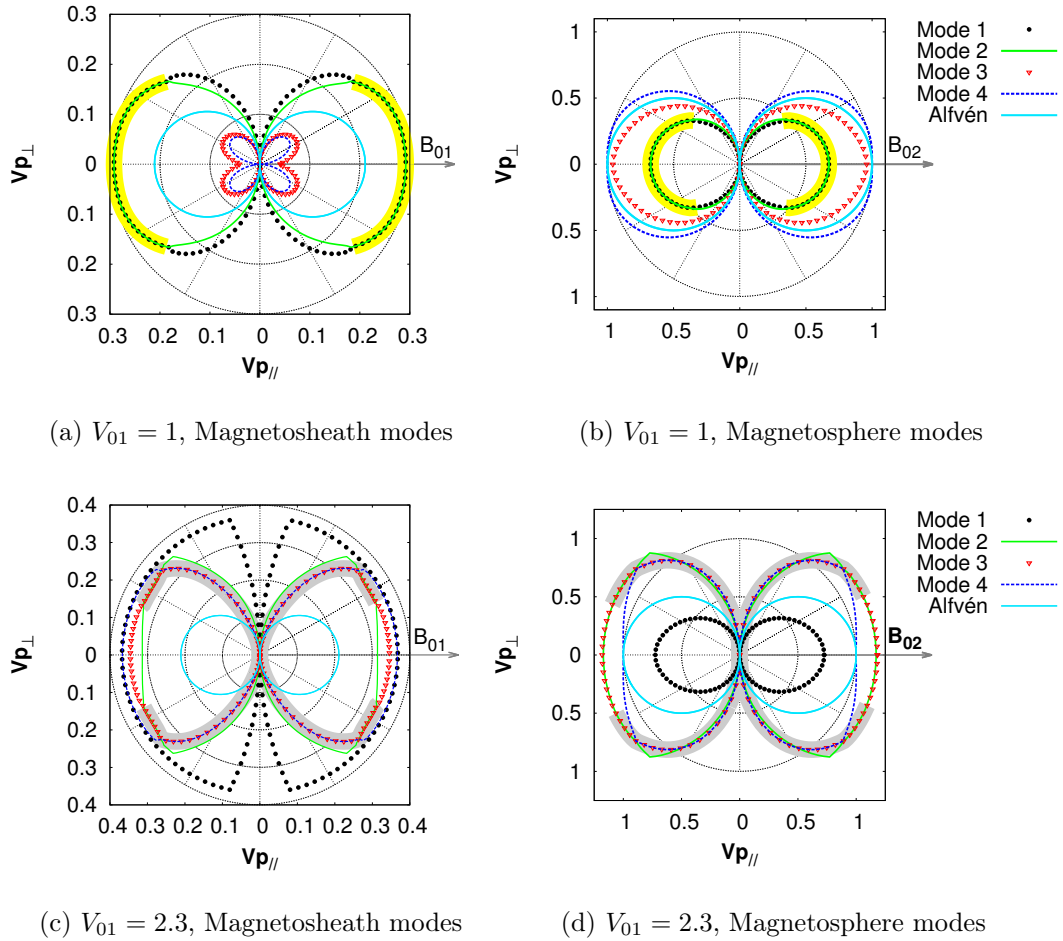 0.3
0.2
0.1
0
0.1
0.2
0.3
Vp⊥
0.3 0.2 0.1 0 0.1 0.2 0.3
Vp//
B01
(a) V01 = 1, Magnetosheath modes
1
0.5
0
0.5
1
Vp⊥
1 0.5 0 0.5 1
Vp//
B02
Mode 1
Mode 2
Mode 3
Mode 4
Alfvén
(b) V01 = 1, Magnetosphere modes
0.4
0.3
0.2
0.1
0
0.1
0.2
0.3
0.4
Vp⊥
0.4 0.3 0.2 0.1 0 0.1 0.2 0.3 0.4
Vp//
B01
(c) V01 = 2.3, Magnetosheath modes
1
0.5
0
0.5
1
Vp⊥
1 0.5 0 0.5 1
Vp//
B02
Mode 1
Mode 2
Mode 3
Mode 4
Alfvén
(d) V01 = 2.3, Magnetosphere modes